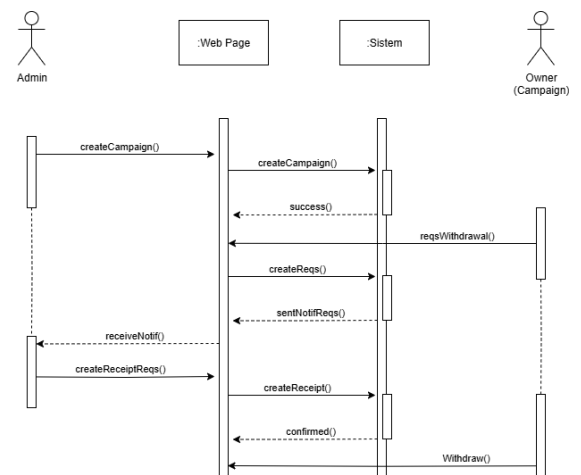 :Web Page
:Sistem
Admin
Owner
(Campaign)
createCampaign()
createCampaign()
success()
reqsWithdrawal()
createReqs()
sentNotifReqs()
receiveNotif()
createReceiptReqs()
createReceipt()
confirmed()
Withdraw()